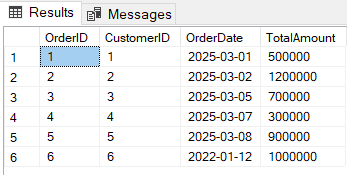 Results Messages
OrderID CustomerID OrderDate TotalAmount
1 1 1 2025-03-01 500000
2 2 2 2025-03-02 1200000
3 3 3 2025-03-05 700000
4 4 4 2025-03-07 300000
5 5 5 2025-03-08 900000
6 6 6 2022-01-12 1000000